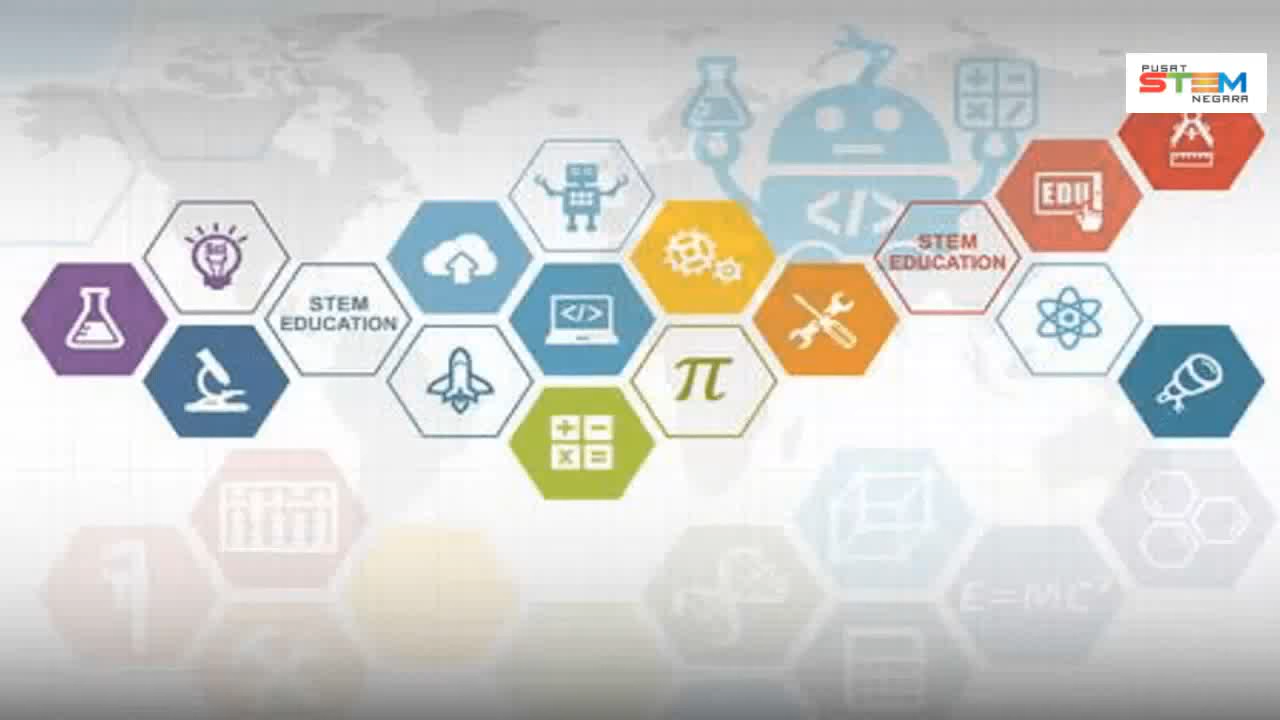 PUSAT
STEM
NEGARA
EDU
STEM
EDUCATION
STEM
EDUCATION
</>
</>
π
+ −
x =
E=MC²